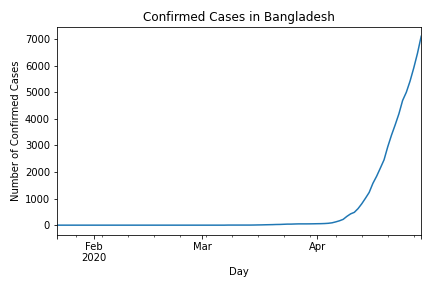 Confirmed Cases in Bangladesh
Number of Confirmed Cases
7000
6000
5000
4000
3000
2000
1000
0
Feb
2020
Mar
Apr
Day